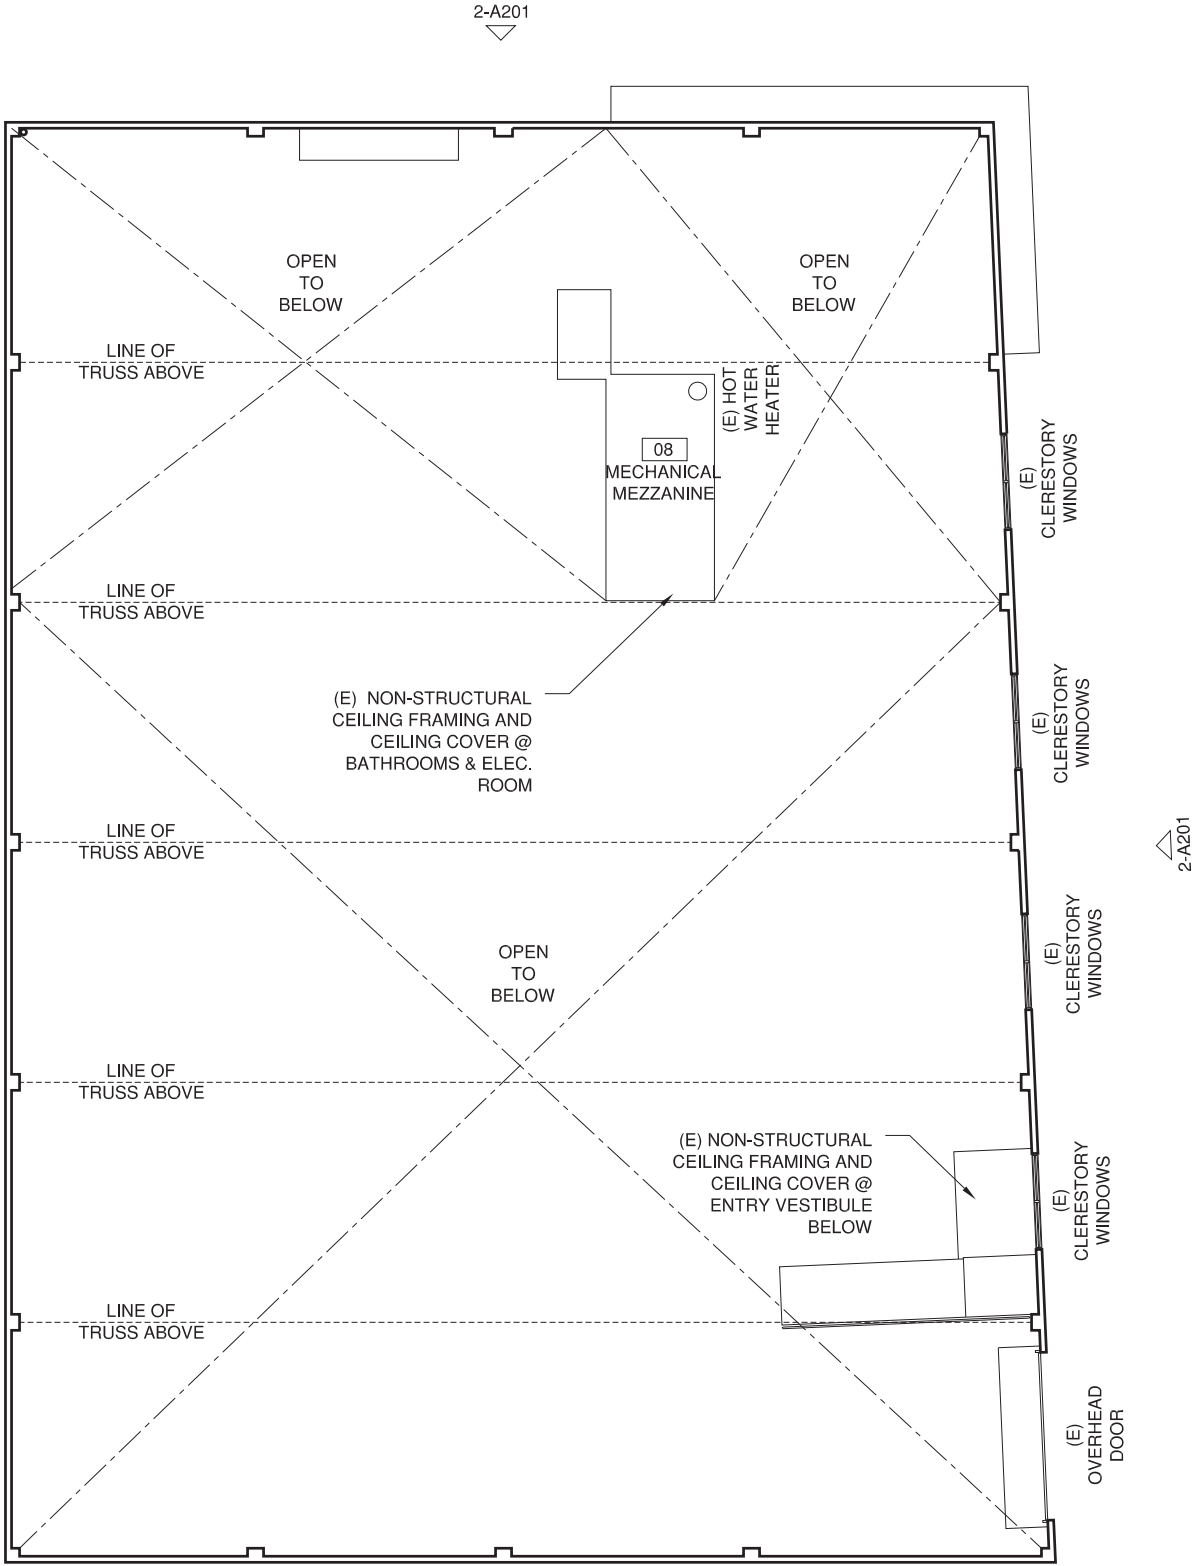 2-A201
OPEN
TO
BELOW
OPEN
TO
BELOW
LINE OF
TRUSS ABOVE
(E) HOT
WATER
HEATER
08
MECHANICAL
MEZZANINE
(E)
CLERESTORY
WINDOWS
LINE OF
TRUSS ABOVE
(E) NON-STRUCTURAL
CEILING FRAMING AND
CEILING COVER @
BATHROOMS & ELEC.
ROOM
(E)
CLERESTORY
WINDOWS
LINE OF
TRUSS ABOVE
2-A201
OPEN
TO
BELOW
(E)
CLERESTORY
WINDOWS
LINE OF
TRUSS ABOVE
(E) NON-STRUCTURAL
CEILING FRAMING AND
CEILING COVER @
ENTRY VESTIBULE
BELOW
(E)
CLERESTORY
WINDOWS
LINE OF
TRUSS ABOVE
(E)
OVERHEAD
DOOR